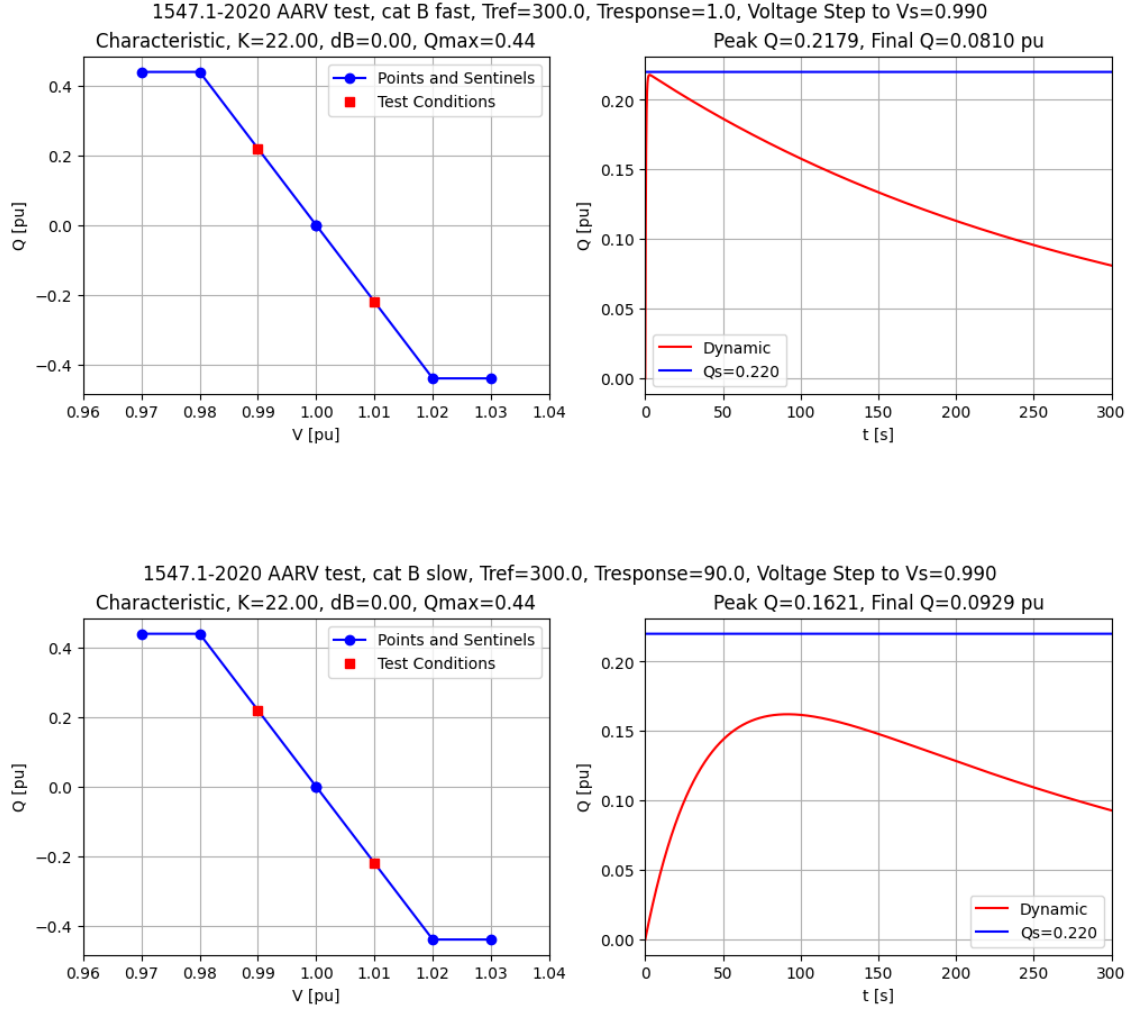 1547.1-2020 AARV test, cat B fast, Tref=300.0, Tresponse=1.0, Voltage Step to Vs=0.990
Characteristic, K=22.00, dB=0.00, Qmax=0.44
Points and Sentinels
Test Conditions
0.4
0.2
0.0
−0.2
−0.4
Q [pu]
0.96 0.97 0.98 0.99 1.00 1.01 1.02 1.03 1.04
V [pu]
Peak Q=0.2179, Final Q=0.0810 pu
0.20
0.15
0.10
0.05
0.00
Q [pu]
Dynamic
Qs=0.220
0 50 100 150 200 250 300
t [s]
1547.1-2020 AARV test, cat B slow, Tref=300.0, Tresponse=90.0, Voltage Step to Vs=0.990
Characteristic, K=22.00, dB=0.00, Qmax=0.44
Points and Sentinels
Test Conditions
0.4
0.2
0.0
−0.2
−0.4
Q [pu]
0.96 0.97 0.98 0.99 1.00 1.01 1.02 1.03 1.04
V [pu]
Peak Q=0.1621, Final Q=0.0929 pu
0.20
0.15
0.10
0.05
0.00
Q [pu]
Dynamic
Qs=0.220
0 50 100 150 200 250 300
t [s]